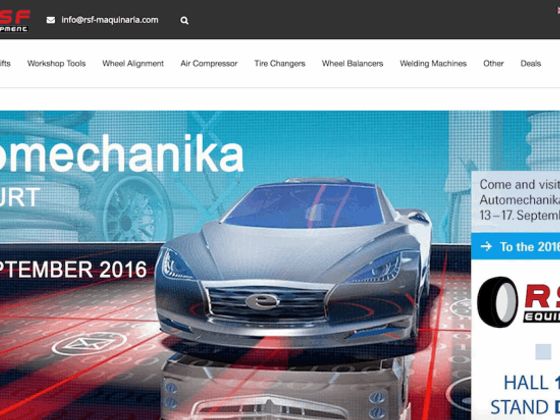 SF
info@rsf-maquinaria.com
Workshop Tools
Wheel Alignment
Air Compressor
Tire Changers
Wheel Balancers
Welding Machines
Other
Deals
omechanika
URT
PTEMBER 2016
Come and visit
Automechanika
13–17. Septemb
To the 2016
RS
EQUI
HALL 1
STAND D